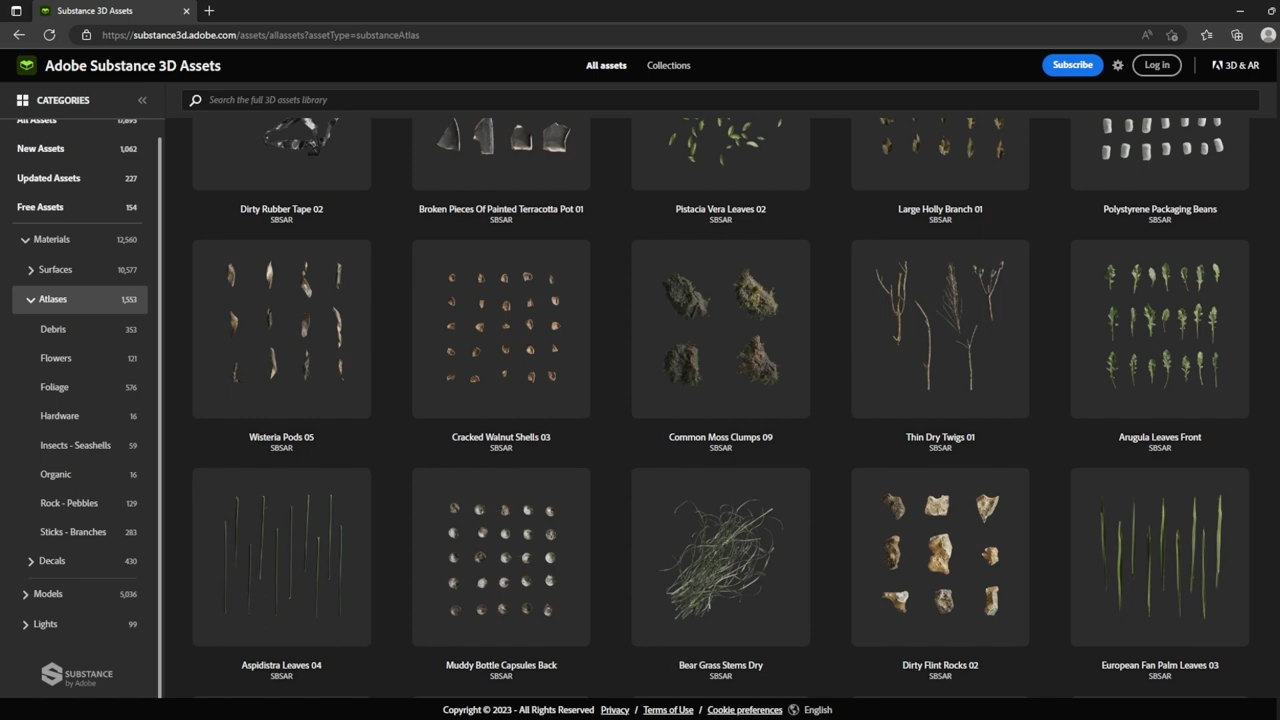 Substance 3D Assets
https://substance3d.adobe.com/assets/allassets?assetType=substanceAtlas
Adobe Substance 3D Assets
All assets
Collections
Subscribe
Log in
3D & AR
CATEGORIES
Search the full 3D assets library
All Assets
New Assets 1,062
Updated Assets 227
Free Assets 154
Materials 12,560
Surfaces 10,577
Atlases 1,553
Debris 353
Flowers 121
Foliage 576
Hardware 16
Insects - Seashells 59
Organic 16
Rock - Pebbles 129
Sticks - Branches 283
Decals 430
Models 5,036
Lights 99
SUBSTANCE
by Adobe
Dirty Rubber Tape 02
SBSAR
Broken Pieces Of Painted Terracotta Pot 01
SBSAR
Pistacia Vera Leaves 02
SBSAR
Large Holly Branch 01
SBSAR
Polystyrene Packaging Beans
SBSAR
Wisteria Pods 05
SBSAR
Cracked Walnut Shells 03
SBSAR
Common Moss Clumps 09
SBSAR
Thin Dry Twigs 01
SBSAR
Arugula Leaves Front
SBSAR
Aspidistra Leaves 04
SBSAR
Muddy Bottle Capsules Back
SBSAR
Bear Grass Stems Dry
SBSAR
Dirty Flint Rocks 02
SBSAR
European Fan Palm Leaves 03
SBSAR
Copyright © 2023 - All Rights Reserved Privacy / Terms of Use / Cookie preferences English